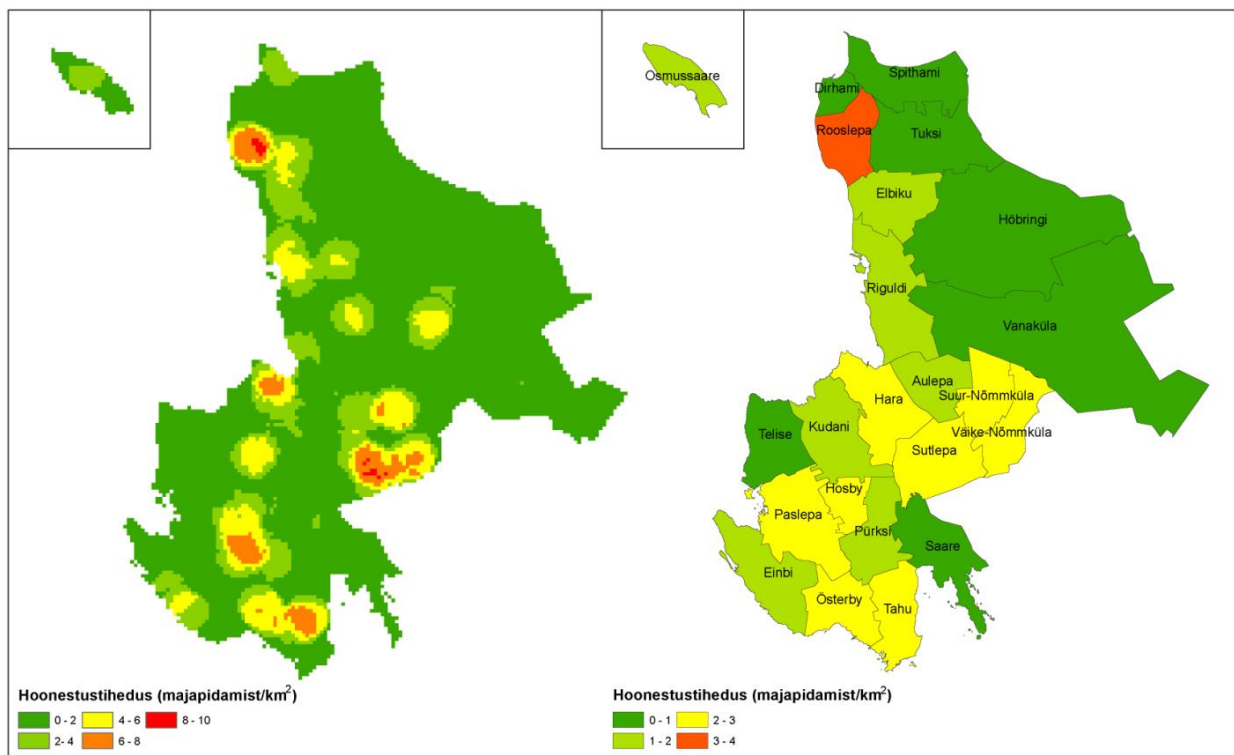 Osmussaare
Spithami
Dirhami
Rooslepa
Tuksi
Elbiku
Höbringi
Riguldi
Vanaküla
Aulepa
Suur-Nõmmküla
Hara
Telise
Kudani
Väike-Nõmmküla
Sutlepa
Hosby
Paslepa
Pürksi
Saare
Einbi
Österby
Tahu
Hoonestustihedus (majapidamist/km²)
0 - 2 4 - 6 8 - 10
2- 4 6 - 8
Hoonestustihedus (majapidamist/km²)
0 - 1 2 - 3
1 - 2 3 - 4